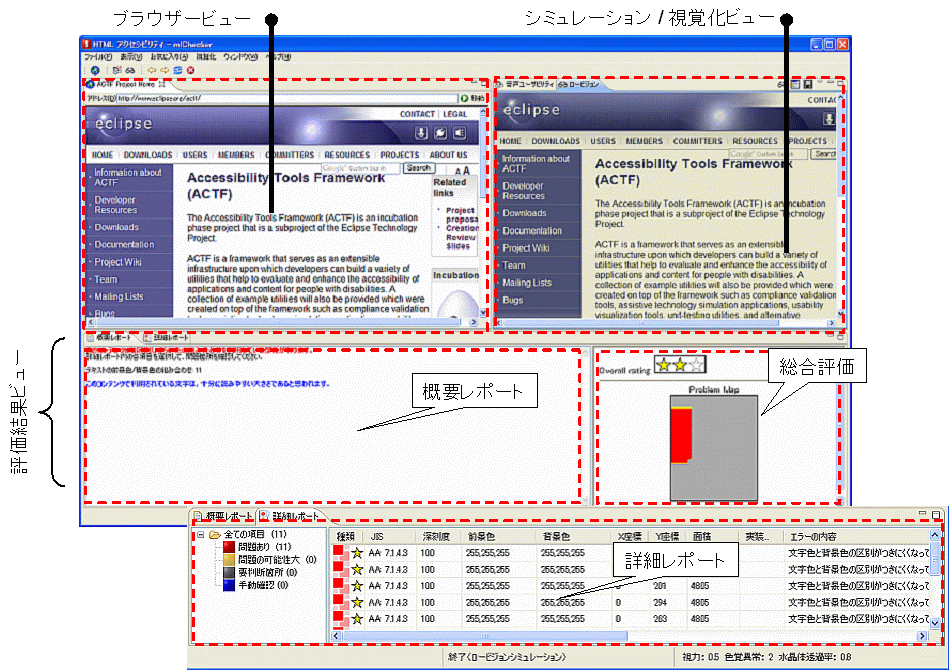 ブラウザービュー
シミュレーション / 視覚化ビュー
HTML アクセシビリティ - miChecker
ファイル(F) 表示(V) お気に入り(A) 視覚化 ウィンドウ(W) ヘルプ(H)
ACTF Project Home
音声ユーザビリティ ロービジョン
アドレス(D) http://www.eclipse.org/actf/ 移動
eclipse
CONTACT | LEGAL
HOME DOWNLOADS USERS MEMBERS COMMITTERS RESOURCES PROJECTS ABOUT US
Search
Information about ACTF
Developer Resources
Downloads
Documentation
Project Wiki
Team
Mailing Lists
Bugs
Accessibility Tools Framework (ACTF)
The Accessibility Tools Framework (ACTF) is an incubation
phase project that is a subproject of the Eclipse Technology
Project.
ACTF is a framework that serves as an extensible
infrastructure upon which developers can build a variety of
utilities that help to evaluate and enhance the accessibility of
applications and content for people with disabilities. A
collection of example utilities will also be provided which were
created on top of the framework such as compliance validation
A A
Related links
Project
proposa
Creation
Review
Slides
Incubation
eclipse
CONTAC
HOME DOWNLOADS USERS MEMBERS COMMITTERS RESOURCES PROJECTS
Searc
Information about ACTF
Developer Resources
Downloads
Documentation
Project Wiki
Team
Mailing Lists
Bugs
Accessibility Tools Framework
(ACTF)
The Accessibility Tools Framework (ACTF) is an incubation
phase project that is a subproject of the Eclipse Technology
Project.
ACTF is a framework that serves as an extensible
infrastructure upon which developers can build a variety of
utilities that help to evaluate and enhance the accessibility of
applications and content for people with disabilities. A
collection of example utilities will also be provided which were
created on top of the framework such as compliance validation
tools, assistive technology simulation applications, usability
visualization tools, unit-testing utilities, and alternative
評価結果ビュー
概要レポート 詳細レポート
詳細レポート内から項目を選択して、問題箇所を確認してください。
テキストの前景色/背景色の組み合わせ: 11
このコンテンツで利用されている文字は、十分に読みやすい大きさであると思われます。
概要レポート
Overall rating:
Problem Map
総合評価
概要レポート 詳細レポート
全ての項目 (11)
問題あり (11)
問題の可能性大 (0)
要判断箇所 (0)
手動確認 (0)
種類 JIS 深刻度 前景色 背景色 X座標 Y座標 面積 実装... エラーの内容
AA: 7.1.4.3 100 255,255,255 255,255,255 文字色と背景色の区別がつきにくくなって
AA: 7.1.4.3 100 255,255,255 255,255,255 文字色と背景色の区別がつきにくくなって
AA: 7.1.4.3 100 255,255,255 255,255,255 0 281 4805 文字色と背景色の区別がつきにくくなって
AA: 7.1.4.3 100 255,255,255 255,255,255 0 294 4805 文字色と背景色の区別がつきにくくなって
AA: 7.1.4.3 100 255,255,255 255,255,255 0 263 4805 文字色と背景色の区別がつきにくくなって
詳細レポート
終了(ロービジョンシミュレーション)
視力: 0.5 色覚異常: 2 水晶体透過率: 0.8